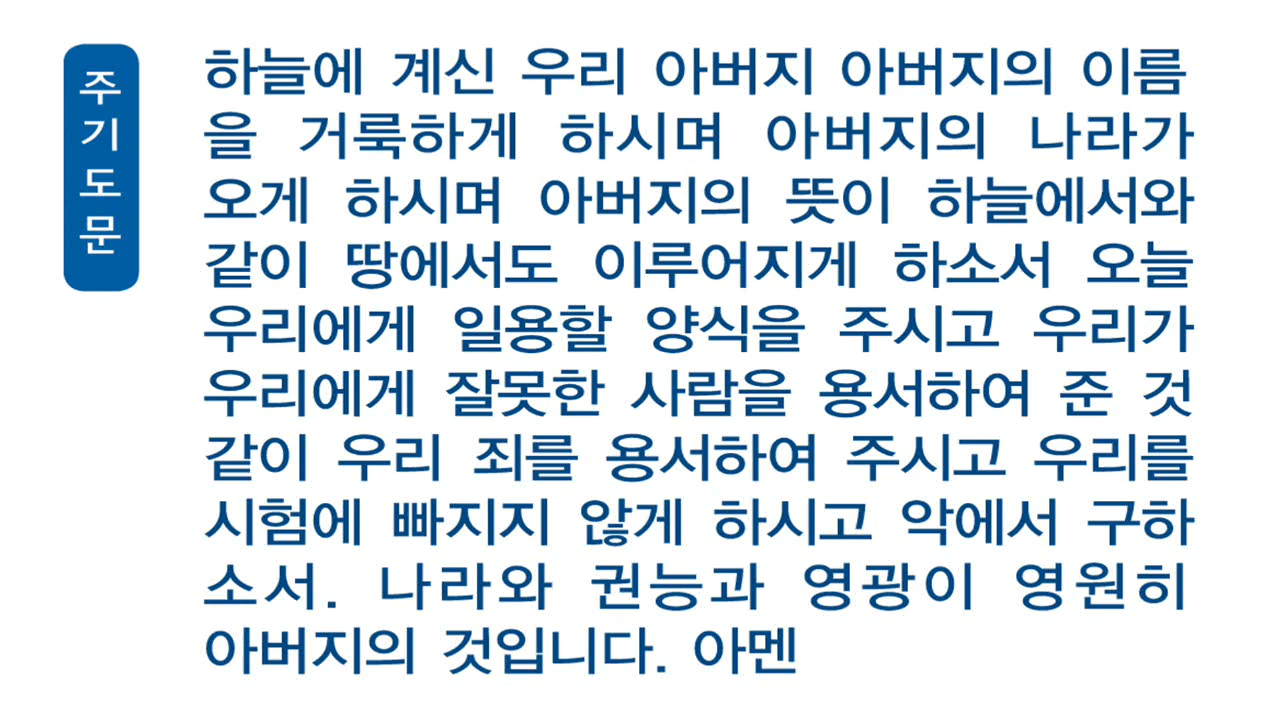 주기도문
하늘에 계신 우리 아버지 아버지의 이름
을 거룩하게 하시며 아버지의 나라가
오게 하시며 아버지의 뜻이 하늘에서와
같이 땅에서도 이루어지게 하소서 오늘
우리에게 일용할 양식을 주시고 우리가
우리에게 잘못한 사람을 용서하여 준 것
같이 우리 죄를 용서하여 주시고 우리를
시험에 빠지지 않게 하시고 악에서 구하
소서. 나라와 권능과 영광이 영원히
아버지의 것입니다. 아멘